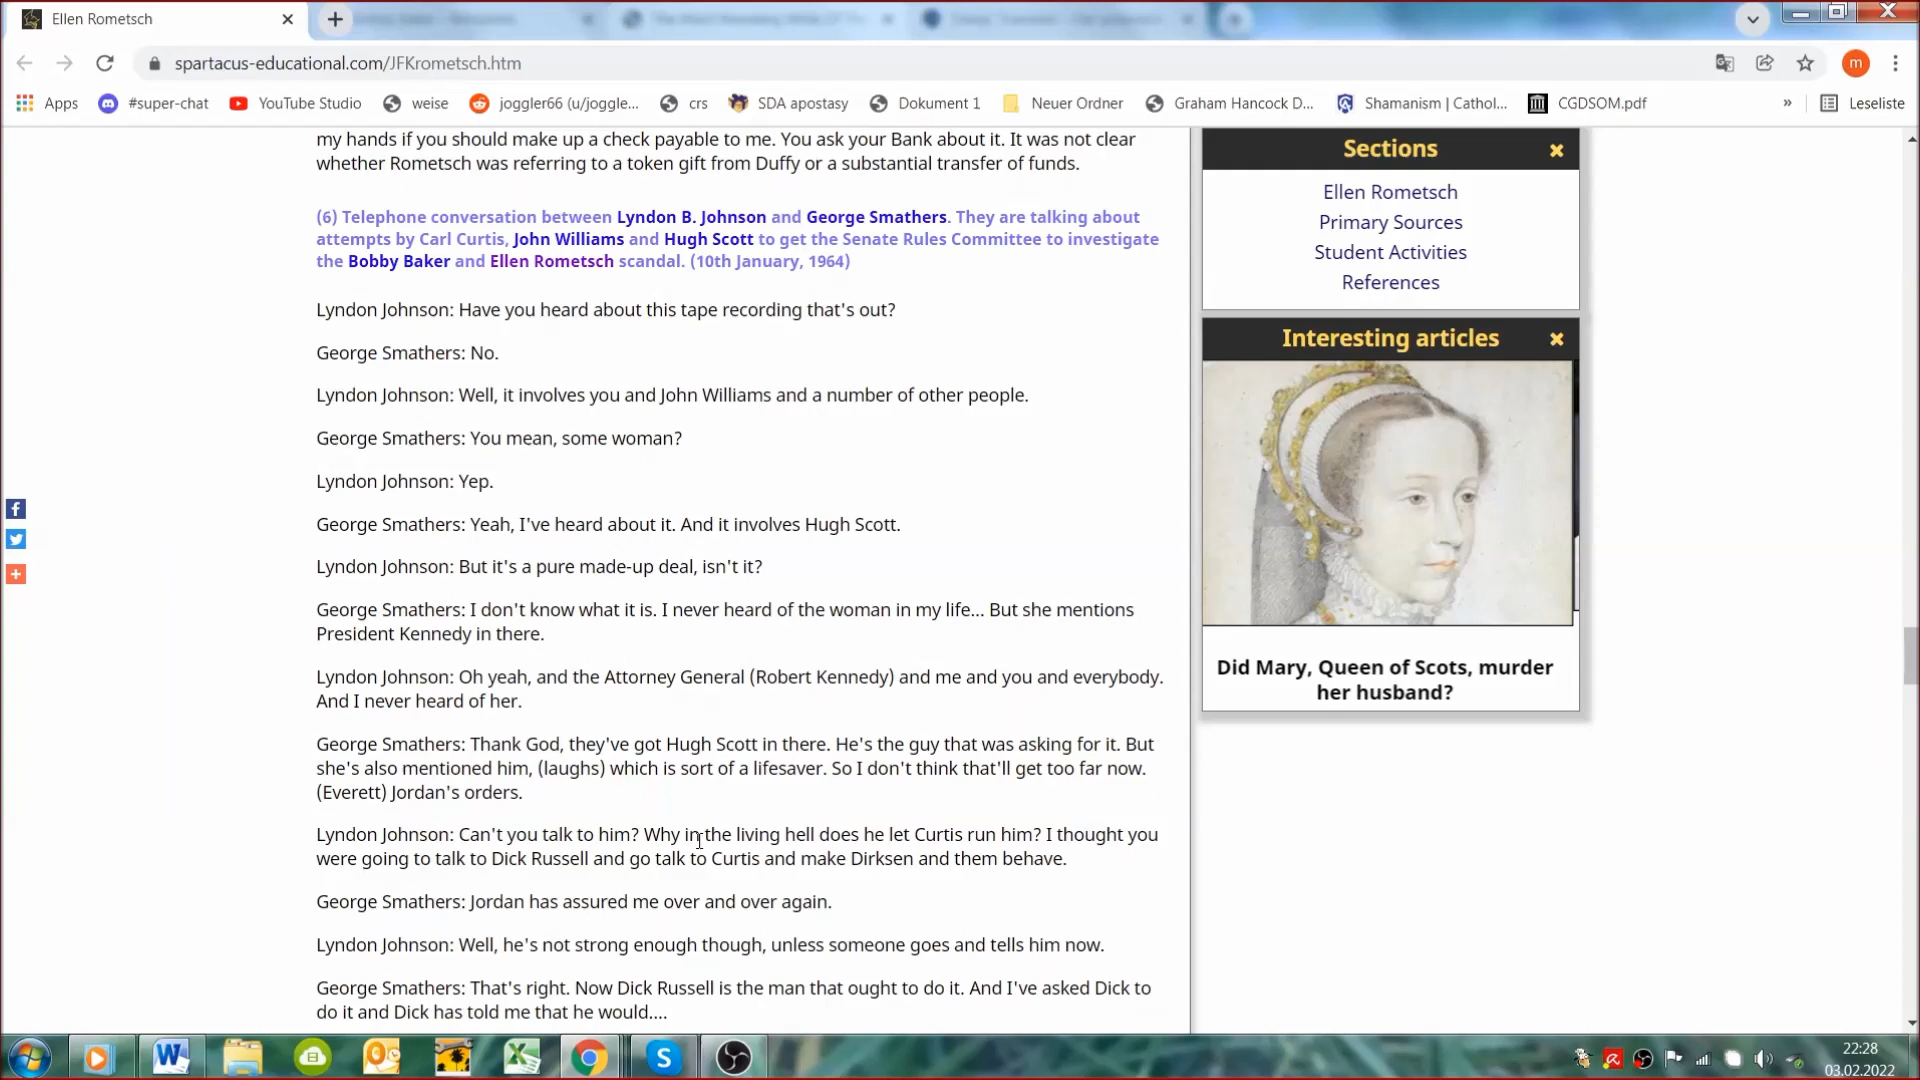 Ellen Rometsch
spartacus-educational.com/JFKrometsch.htm
m
Apps
#super-chat
YouTube Studio
weise
joggler66 (u/joggle...
crs
SDA apostasy
Dokument 1
Neuer Ordner
Graham Hancock D...
Shamanism | Cathol...
CGDSOM.pdf
»
Leseliste
my hands if you should make up a check payable to me. You ask your Bank about it. It was not clear
whether Rometsch was referring to a token gift from Duffy or a substantial transfer of funds.
(6) Telephone conversation between Lyndon B. Johnson and George Smathers. They are talking about
attempts by Carl Curtis, John Williams and Hugh Scott to get the Senate Rules Committee to investigate
the Bobby Baker and Ellen Rometsch scandal. (10th January, 1964)
Lyndon Johnson: Have you heard about this tape recording that's out?
George Smathers: No.
Lyndon Johnson: Well, it involves you and John Williams and a number of other people.
George Smathers: You mean, some woman?
Lyndon Johnson: Yep.
George Smathers: Yeah, I've heard about it. And it involves Hugh Scott.
Lyndon Johnson: But it's a pure made-up deal, isn't it?
George Smathers: I don't know what it is. I never heard of the woman in my life... But she mentions
President Kennedy in there.
Lyndon Johnson: Oh yeah, and the Attorney General (Robert Kennedy) and me and you and everybody.
And I never heard of her.
George Smathers: Thank God, they've got Hugh Scott in there. He's the guy that was asking for it. But
she's also mentioned him, (laughs) which is sort of a lifesaver. So I don't think that'll get too far now.
(Everett) Jordan's orders.
Lyndon Johnson: Can't you talk to him? Why in the living hell does he let Curtis run him? I thought you
were going to talk to Dick Russell and go talk to Curtis and make Dirksen and them behave.
George Smathers: Jordan has assured me over and over again.
Lyndon Johnson: Well, he's not strong enough though, unless someone goes and tells him now.
George Smathers: That's right. Now Dick Russell is the man that ought to do it. And I've asked Dick to
do it and Dick has told me that he would....
Sections
Ellen Rometsch
Primary Sources
Student Activities
References
Interesting articles
Did Mary, Queen of Scots, murder
her husband?
22:28
03.02.2022